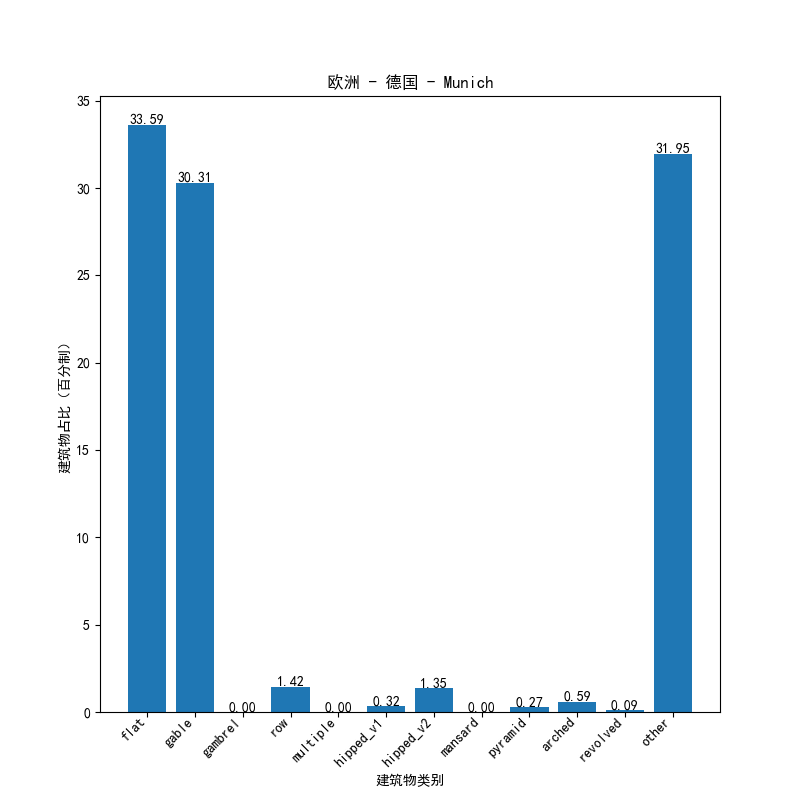 欧洲 - 德国 - Munich
建筑物占比（百分制）
35
30
25
20
15
10
5
0
33.59
30.31
0.00
1.42
0.00
0.32
1.35
0.00
0.27
0.59
0.09
31.95
flat
gable
gambrel
row
multiple
hipped_v1
hipped_v2
mansard
pyramid
arched
revolved
other
建筑物类别